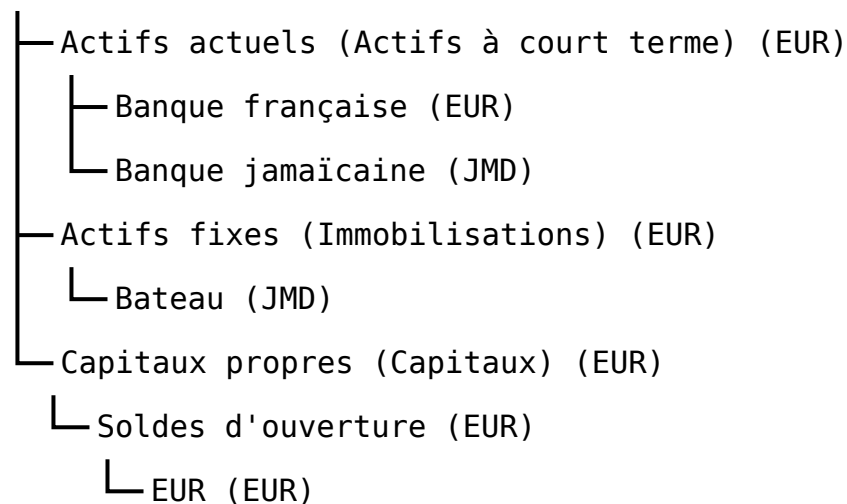 Actifs actuels (Actifs à court terme) (EUR)
Banque française (EUR)
Banque jamaïcaine (JMD)
Actifs fixes (Immobilisations) (EUR)
Bateau (JMD)
Capitaux propres (Capitaux) (EUR)
Soldes d'ouverture (EUR)
EUR (EUR)